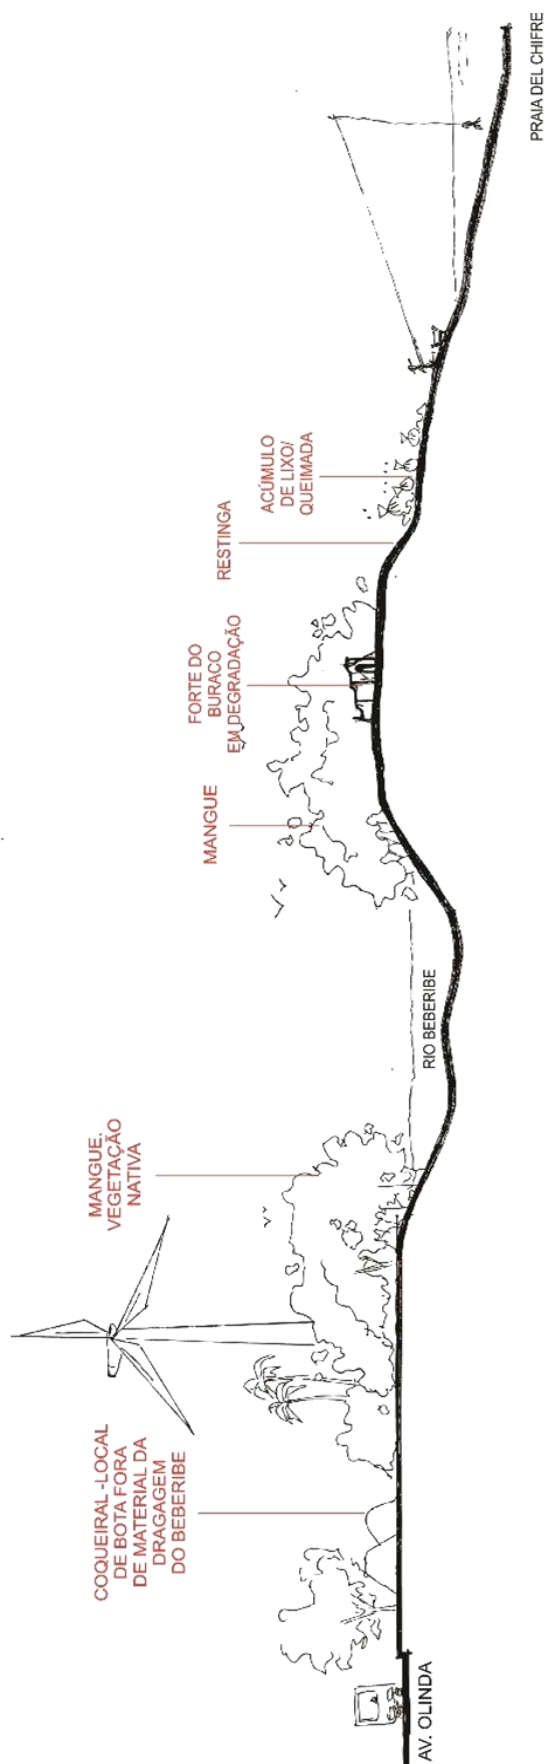 COQUEIRAL -LOCAL
DE BOTA FORA
DE MATERIAL DA
DRAGAGEM
DO BEBERIBE
MANGUE.
VEGETAÇÃO
NATIVA
MANGUE
FORTE DO
BURACO
EM DEGRADAÇÃO
RESTINGA
ACÚMULO
DE LIXO/
QUEIMADA
AV. OLINDA
RIO BEBERIBE
PRAIA DEL CHIFRE